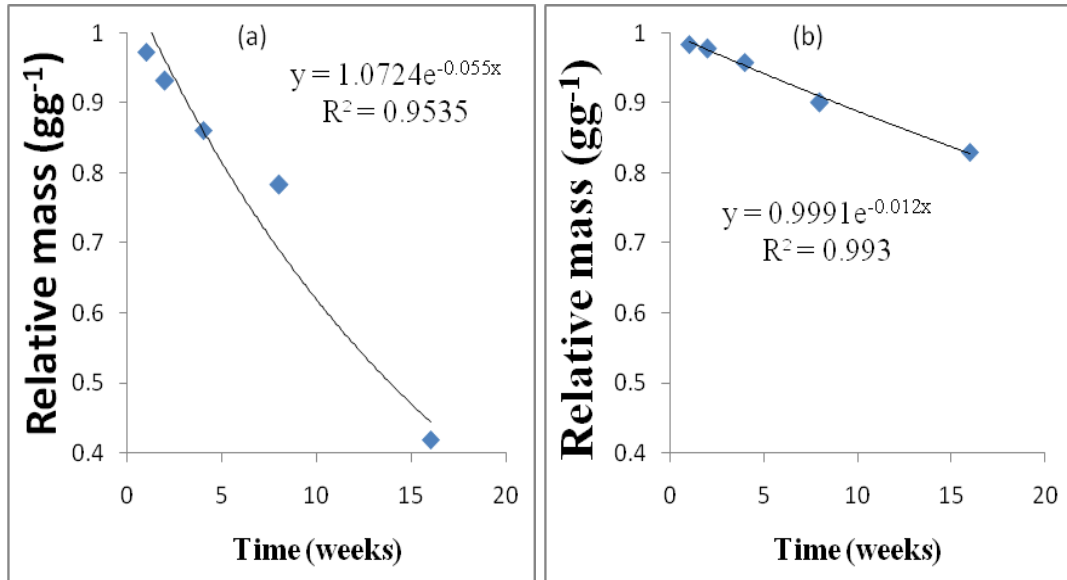 (a)
y = 1.0724e^-0.055x
R² = 0.9535
Relative mass (gg⁻¹)
1
0.9
0.8
0.7
0.6
0.5
0.4
0 5 10 15 20
Time (weeks)
(b)
y = 0.9991e^-0.012x
R² = 0.993
Relative mass (gg⁻¹)
1
0.9
0.8
0.7
0.6
0.5
0.4
0 5 10 15 20
Time (weeks)